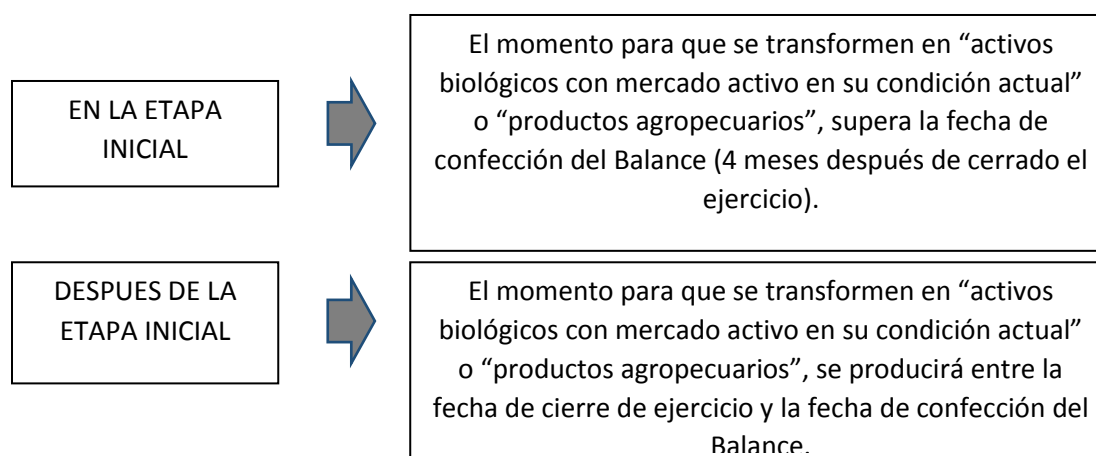 EN LA ETAPA
INICIAL
El momento para que se transformen en “activos
biológicos con mercado activo en su condición actual”
o “productos agropecuarios”, supera la fecha de
confección del Balance (4 meses después de cerrado el
ejercicio).
DESPUES DE LA
ETAPA INICIAL
El momento para que se transformen en “activos
biológicos con mercado activo en su condición actual”
o “productos agropecuarios”, se producirá entre la
fecha de cierre de ejercicio y la fecha de confección del
Balance.